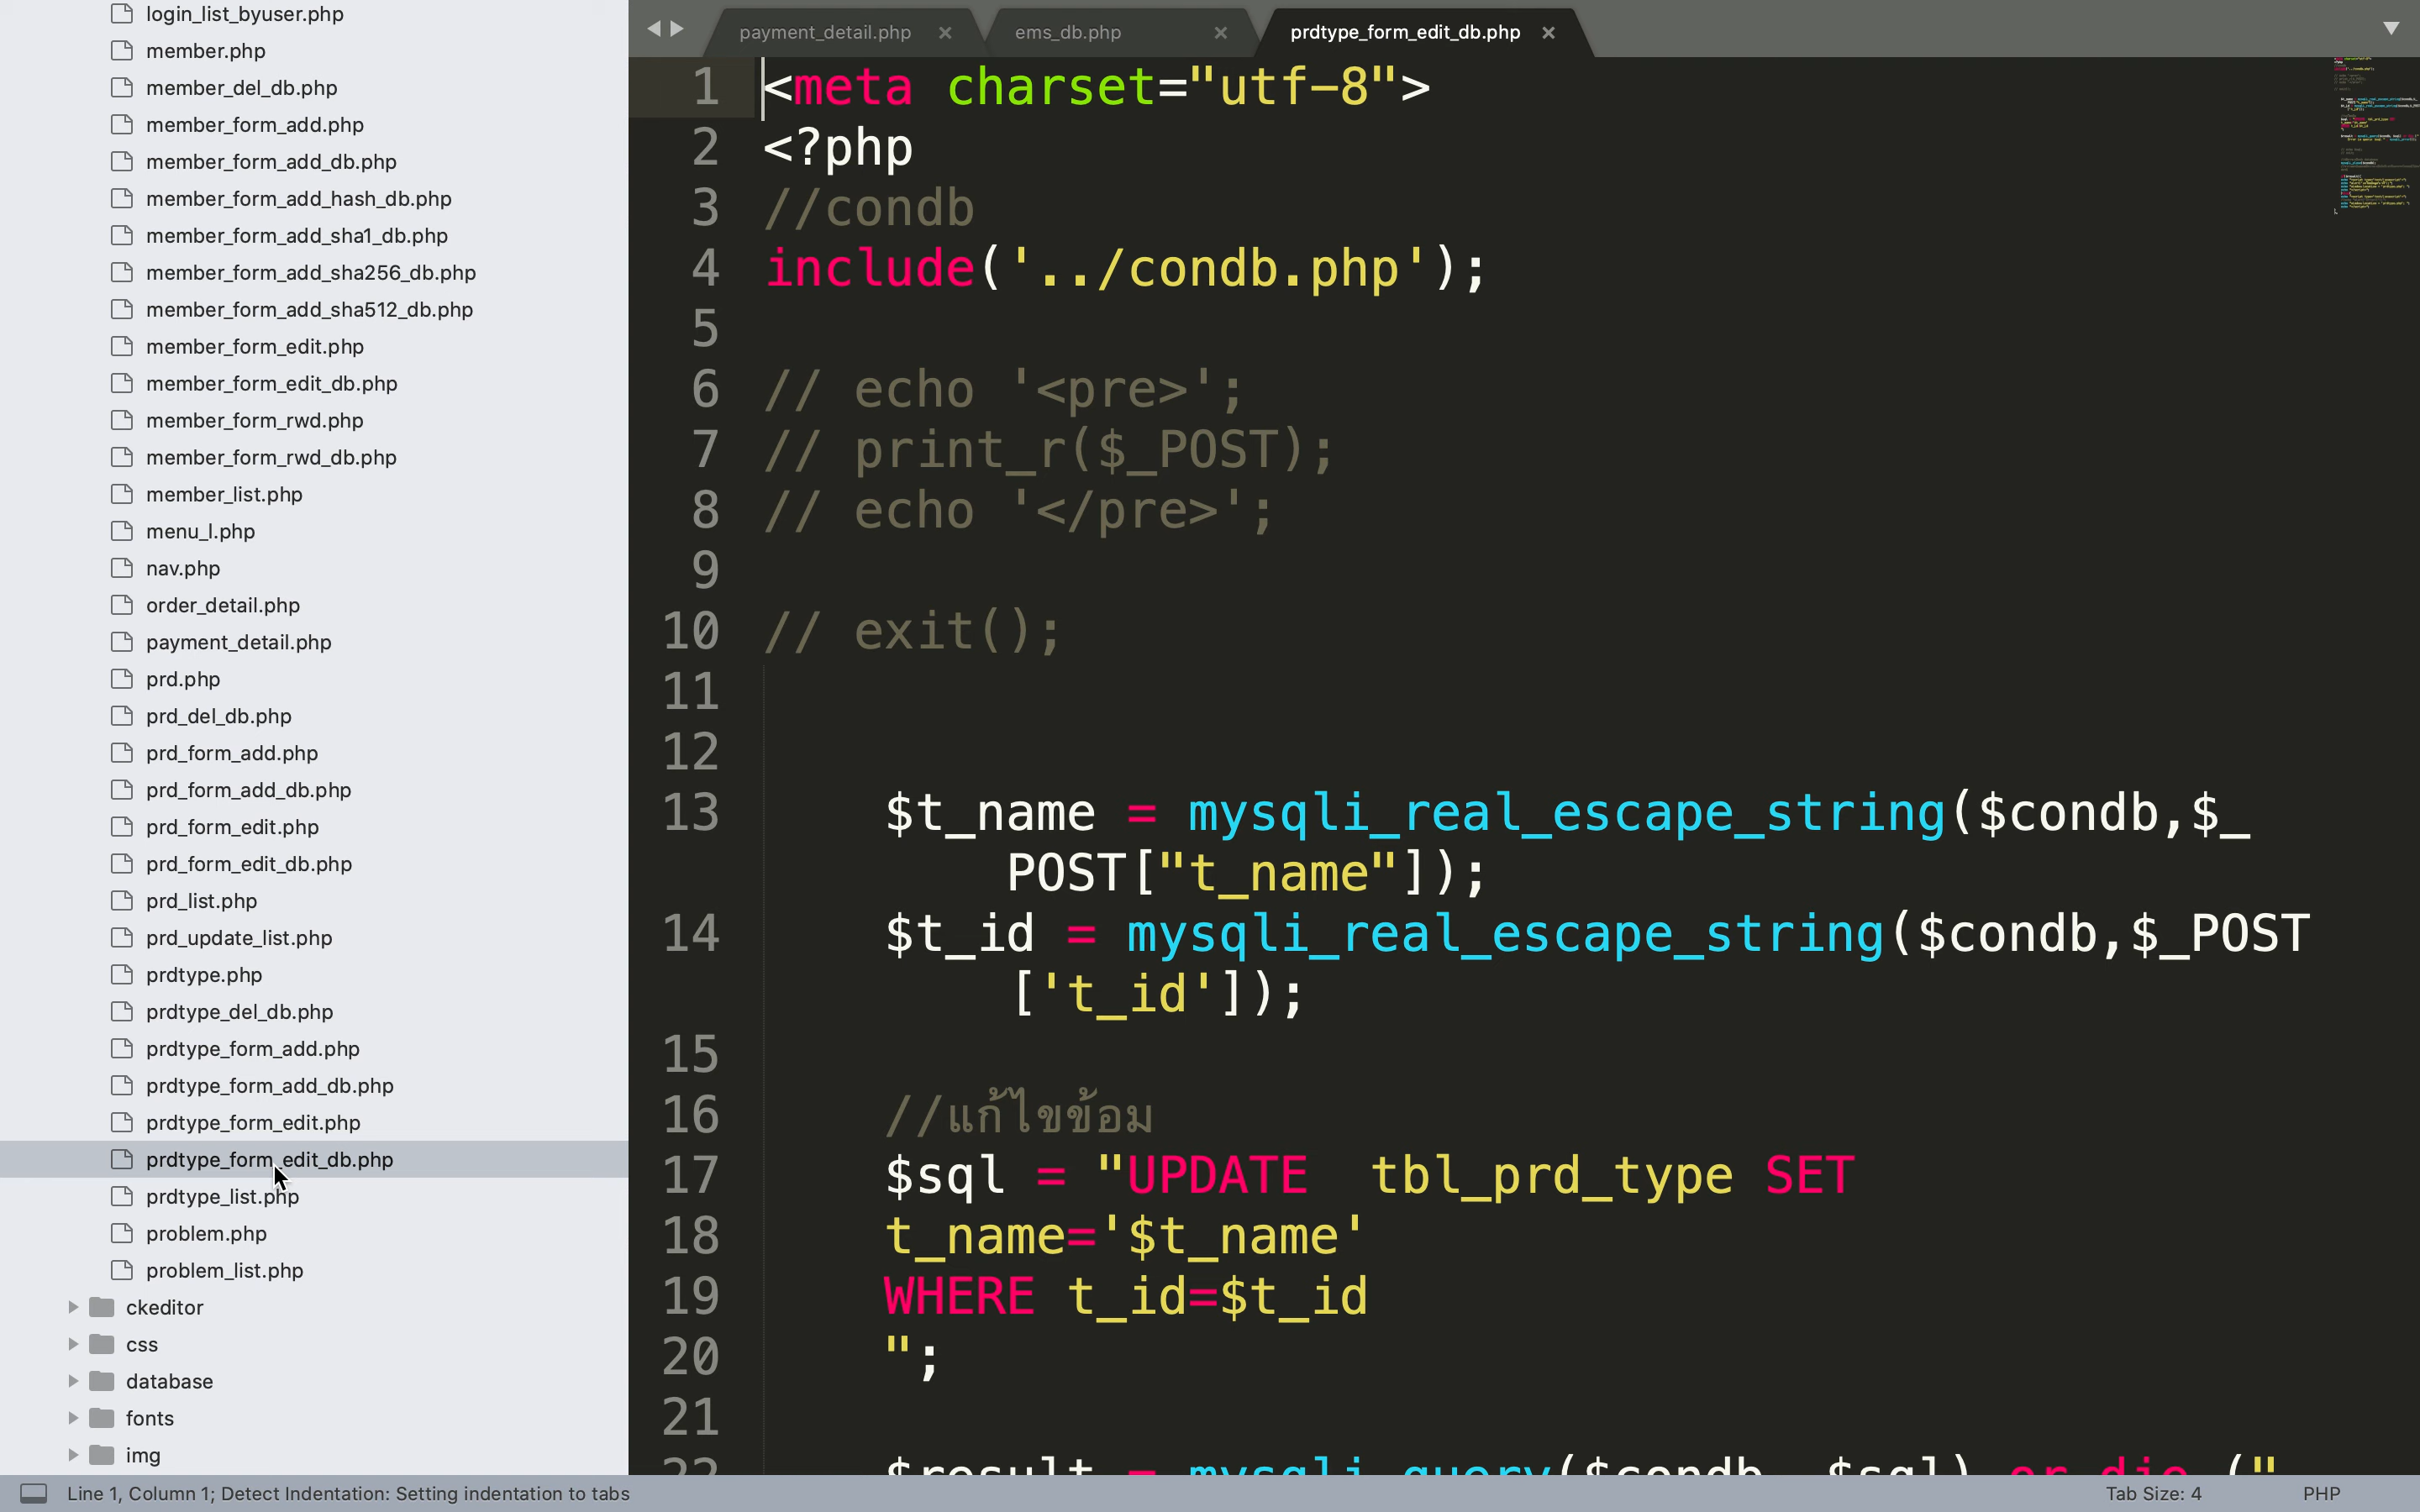 login_list_byuser.php
member.php
member_del_db.php
member_form_add.php
member_form_add_db.php
member_form_add_hash_db.php
member_form_add_sha1_db.php
member_form_add_sha256_db.php
member_form_add_sha512_db.php
member_form_edit.php
member_form_edit_db.php
member_form_rwd.php
member_form_rwd_db.php
member_list.php
menu_l.php
nav.php
order_detail.php
payment_detail.php
prd.php
prd_del_db.php
prd_form_add.php
prd_form_add_db.php
prd_form_edit.php
prd_form_edit_db.php
prd_list.php
prd_update_list.php
prdtype.php
prdtype_del_db.php
prdtype_form_add.php
prdtype_form_add_db.php
prdtype_form_edit.php
prdtype_form_edit_db.php
prdtype_list.php
problem.php
problem_list.php
ckeditor
css
database
fonts
img
payment_detail.php
ems_db.php
prdtype_form_edit_db.php
1 <meta charset="utf-8">
2 <?php
3 //condb
4 include('../condb.php');
5
6 // echo '<pre>';
7 // print_r($_POST);
8 // echo '</pre>';
9
10 // exit();
11
12
13 $t_name = mysqli_real_escape_string($condb,$_
POST["t_name"]);
14 $t_id = mysqli_real_escape_string($condb,$_POST
['t_id']);
15
16 //แก้ไขข้อม
17 $sql = "UPDATE  tbl_prd_type SET
18 t_name='$t_name'
19 WHERE t_id=$t_id
20 ";
21
22 $result = mysqli_query($condb, $sql) or die ("
Line 1, Column 1; Detect Indentation: Setting indentation to tabs
Tab Size: 4
PHP